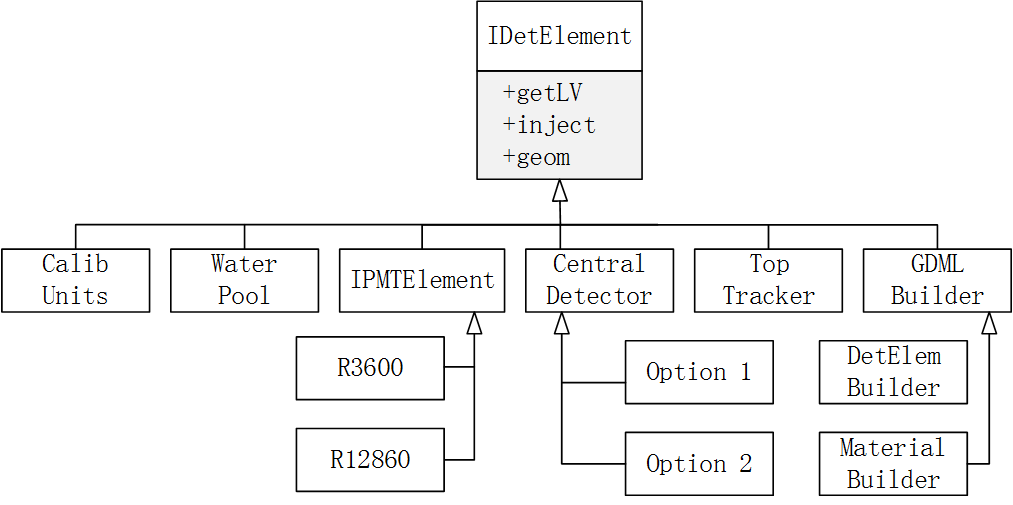 IDetElement
+getLV
+inject
+geom
Calib
Units
Water
Pool
IPMTElement
Central
Detector
Top
Tracker
GDML
Builder
R3600
Option 1
DetElem
Builder
R12860
Option 2
Material
Builder